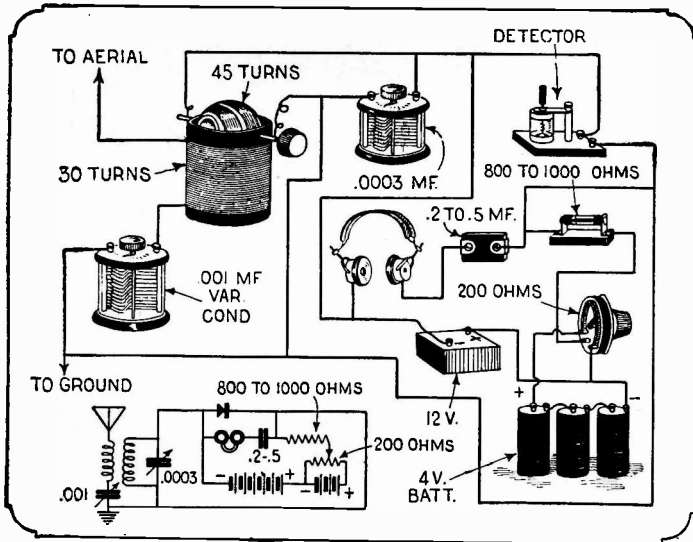 TO AERIAL
45 TURNS
DETECTOR
30 TURNS
.0003 MF.
800 TO 1000 OHMS
.2 TO .5 MF.
.001 MF
VAR.
COND
200 OHMS
- +
TO GROUND
12 V.
+ -
4 V.
BATT.
800 TO 1000 OHMS
200 OHMS
.2-.5
.0003
.001
- + - +